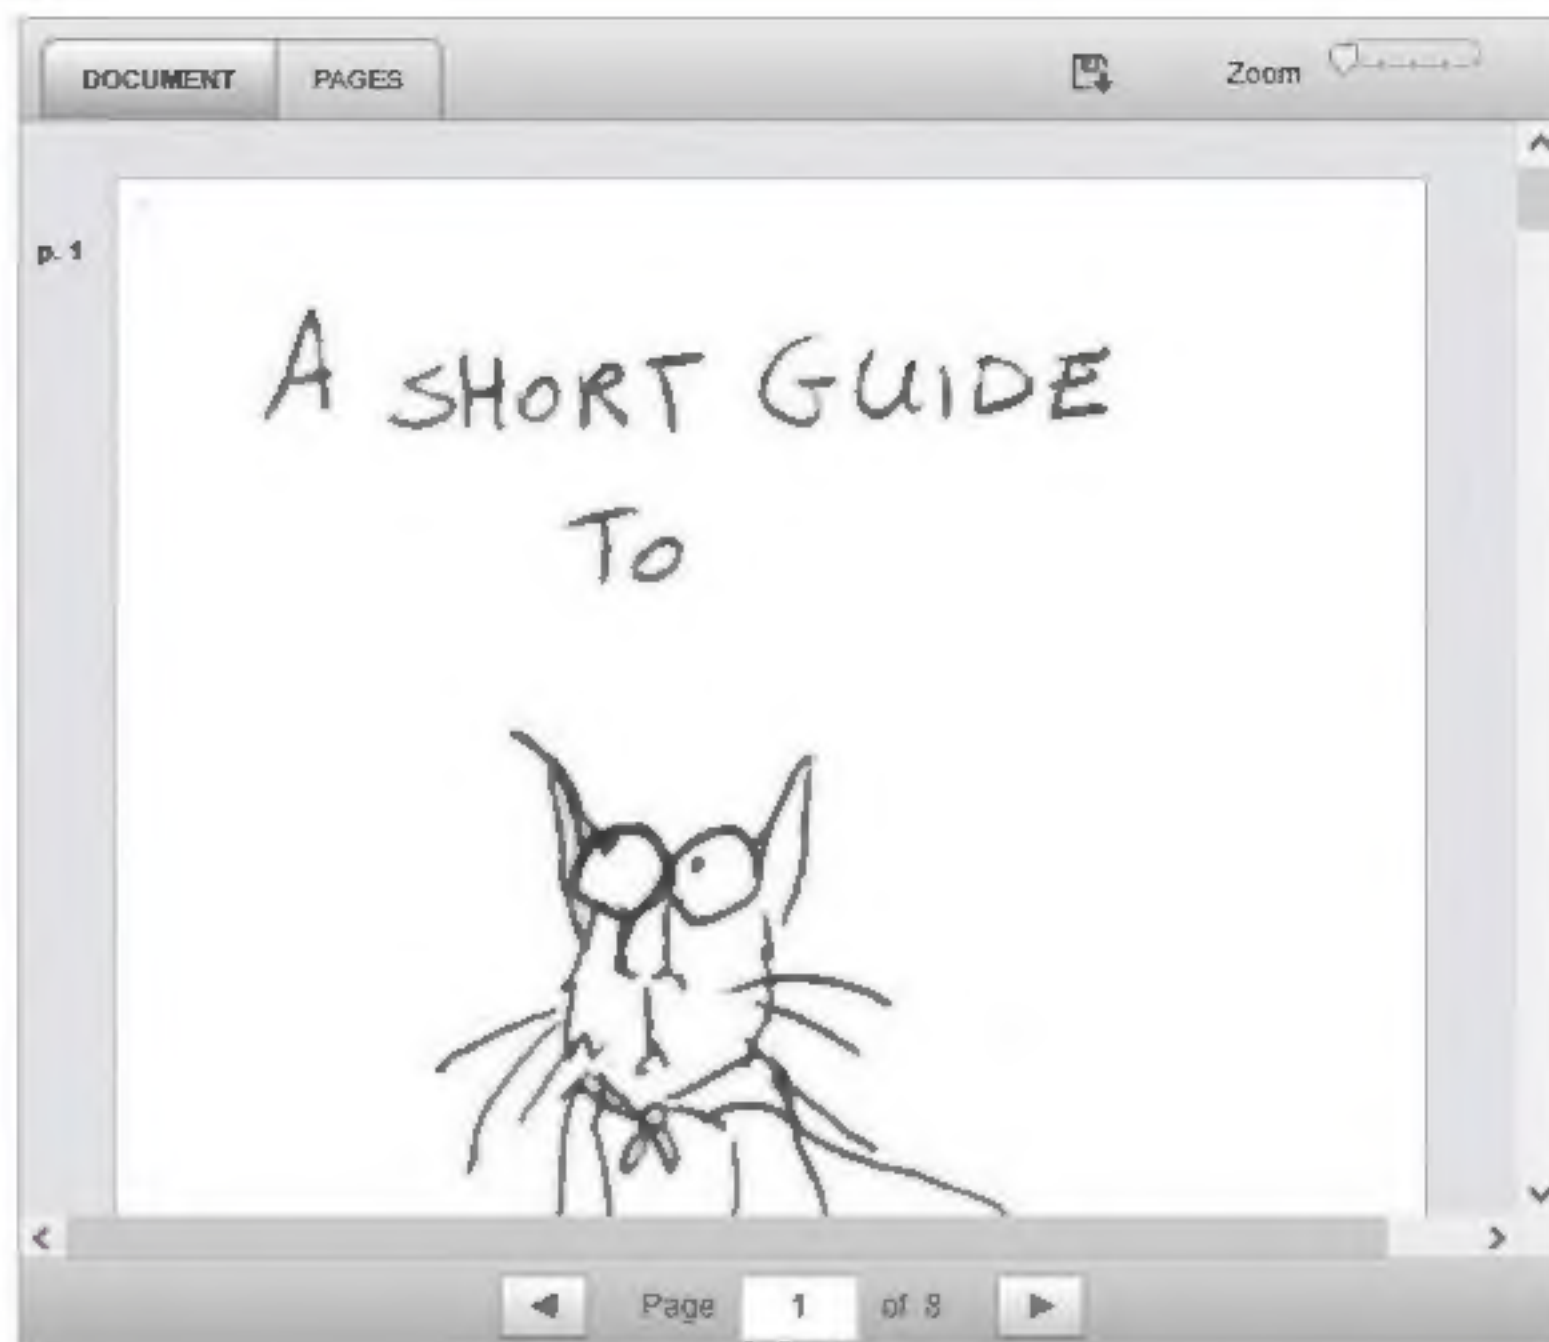 DOCUMENT PAGES Zoom
p. 1
A SHORT GUIDE
TO
Page 1 of 8